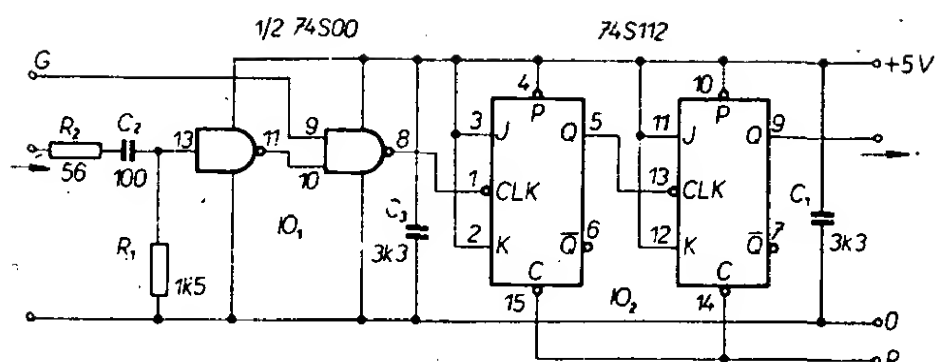 1/2 74S00
74S112
G
+5V
R₂
56
C₂
100
13
11
9
10
8
IO₁
R₁
1k5
C₃
3k3
4
P
3
J
Q
5
1
CLK
2
K
Q̅
6
C
15
IO₂
10
P
11
J
Q
9
13
CLK
12
K
Q̅
7
C
14
C₁
3k3
0